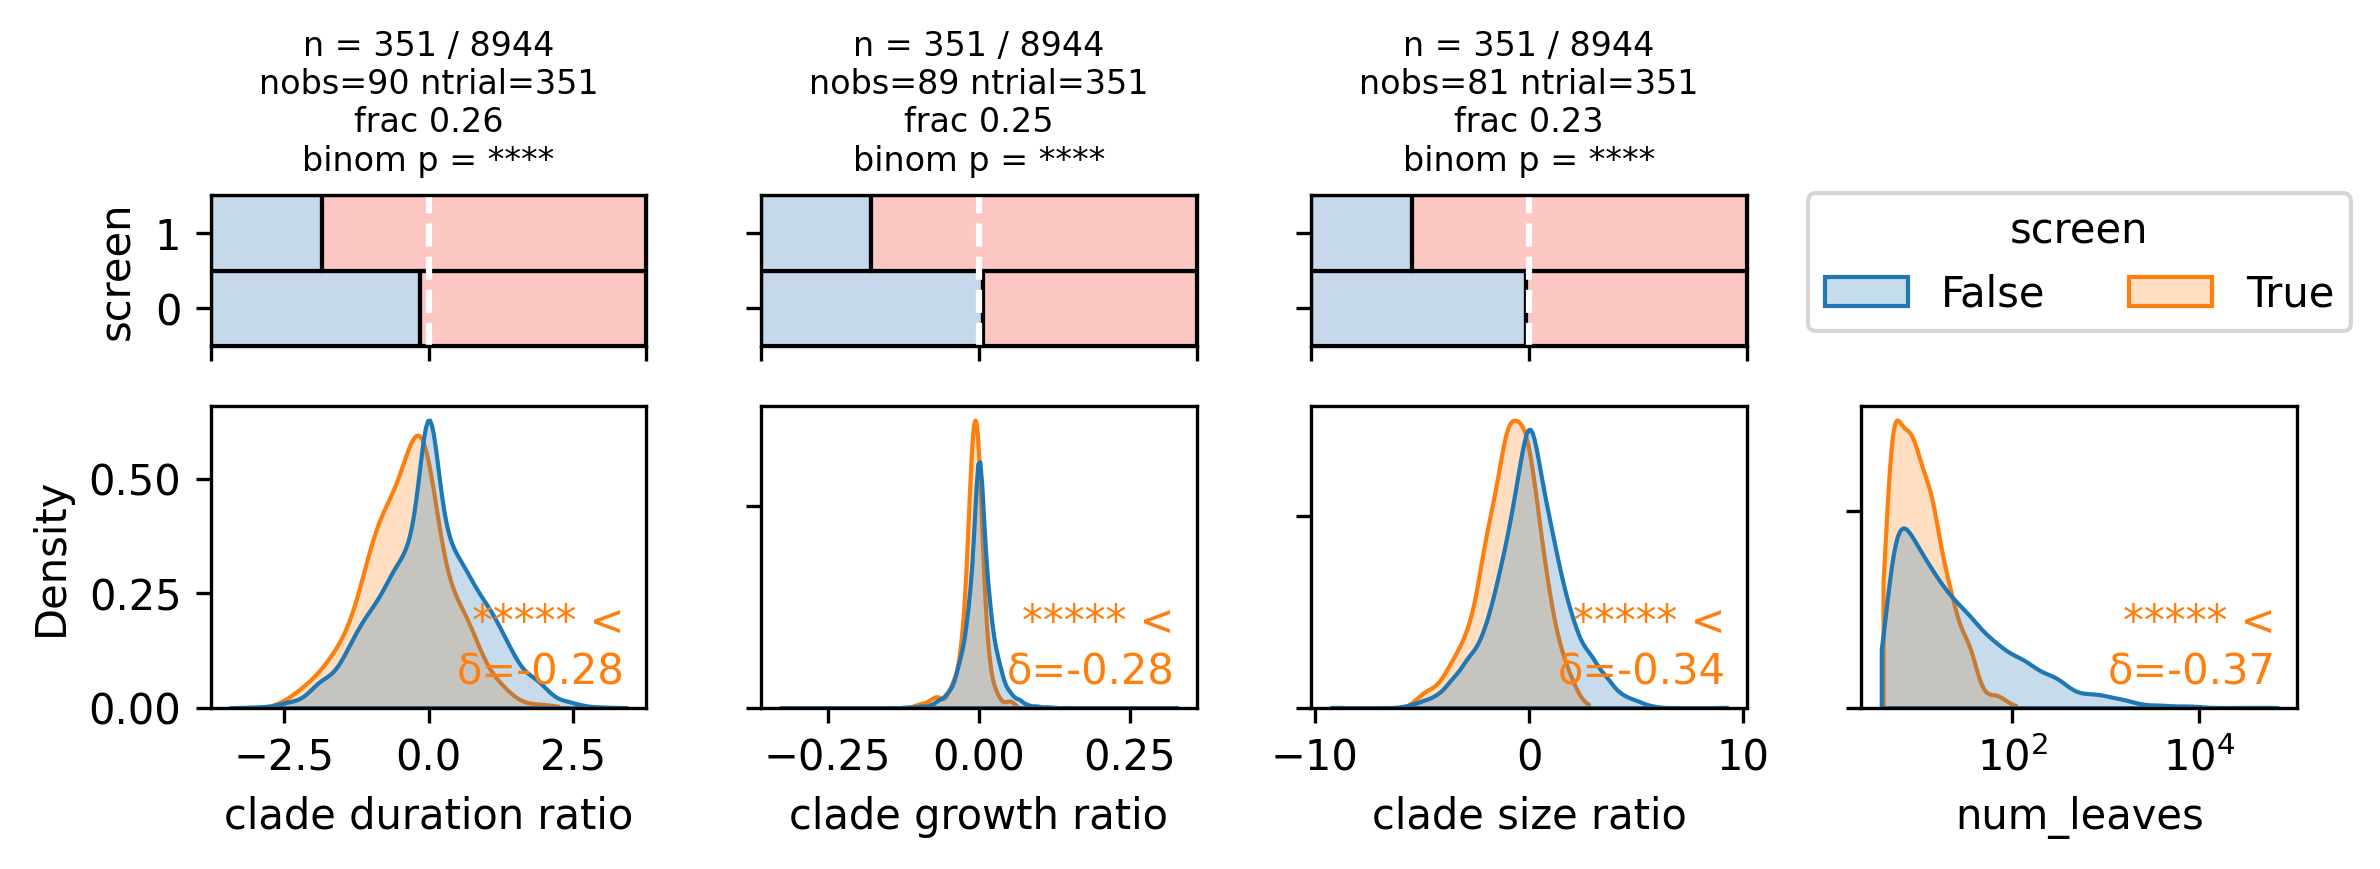 n = 351 / 8944
nobs=90 ntrial=351
frac 0.26
binom p = ****
n = 351 / 8944
nobs=89 ntrial=351
frac 0.25
binom p = ****
n = 351 / 8944
nobs=81 ntrial=351
frac 0.23
binom p = ****
screen
1
0
screen
False
True
Density
0.50
0.25
0.00
***** <
δ=-0.28
−2.5
0.0
2.5
clade duration ratio
***** <
δ=-0.28
−0.25
0.00
0.25
clade growth ratio
***** <
δ=-0.34
−10
0
10
clade size ratio
***** <
δ=-0.37
10²
10⁴
num_leaves